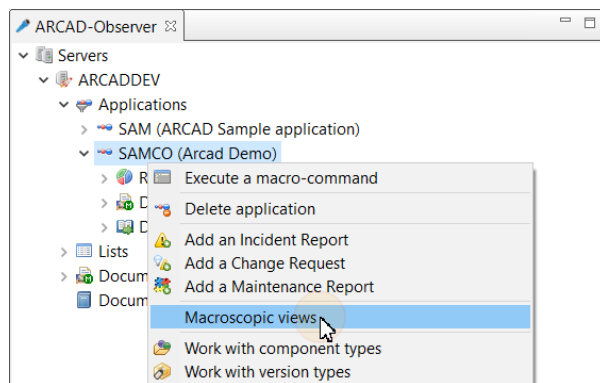 ARCAD-Observer
Servers
ARCADDEV
Applications
SAM (ARCAD Sample application)
SAMCO (Arcad Demo)
R
Execute a macro-command
D
Delete application
D
Add an Incident Report
Lists
Add a Change Request
Docum
Add a Maintenance Report
Docum
Macroscopic views
Work with component types
Work with version types